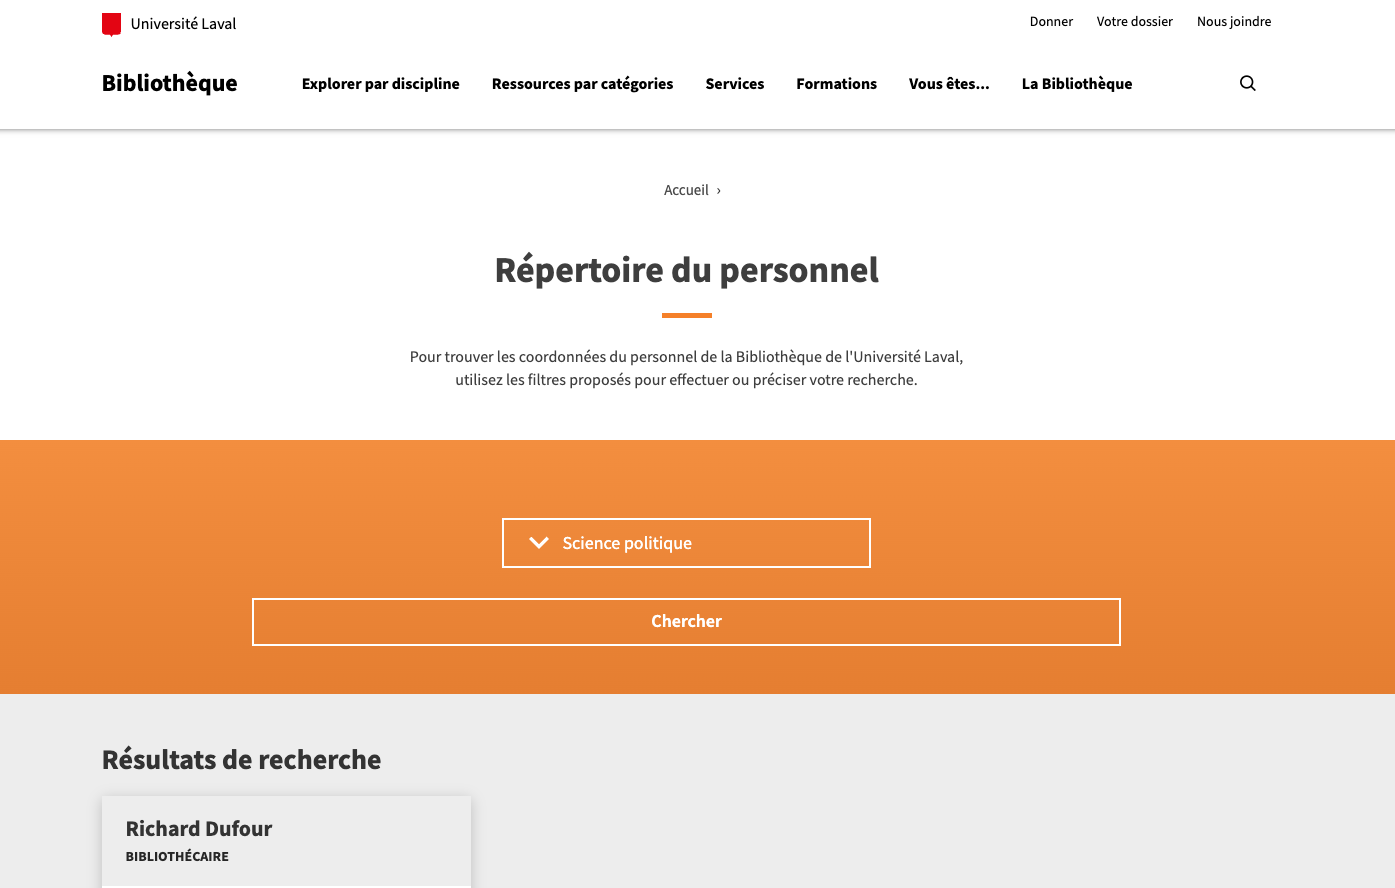 Université Laval
Donner
Votre dossier
Nous joindre
Bibliothèque
Explorer par discipline
Ressources par catégories
Services
Formations
Vous êtes...
La Bibliothèque
Accueil ›
Répertoire du personnel
Pour trouver les coordonnées du personnel de la Bibliothèque de l'Université Laval,
utilisez les filtres proposés pour effectuer ou préciser votre recherche.
Science politique
Chercher
Résultats de recherche
Richard Dufour
BIBLIOTHÉCAIRE